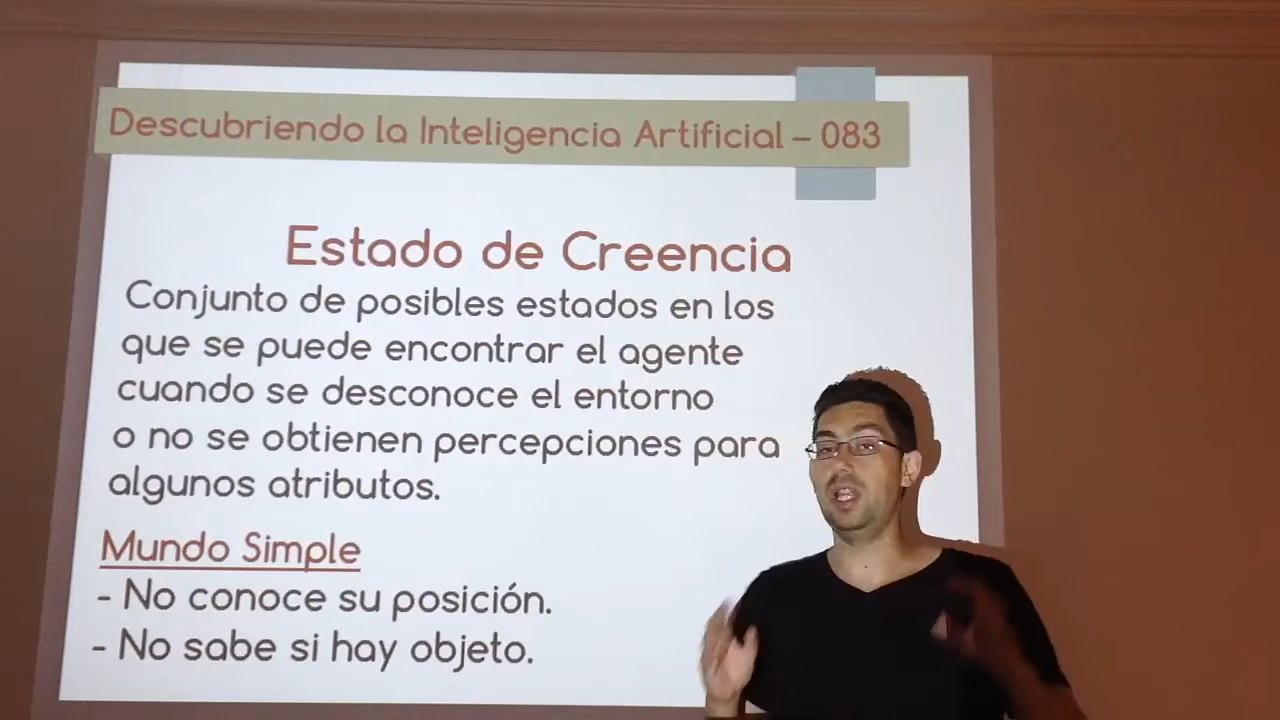 Descubriendo la Inteligencia Artificial – 083
Estado de Creencia
Conjunto de posibles estados en los
que se puede encontrar el agente
cuando se desconoce el entorno
o no se obtienen percepciones para
algunos atributos.
Mundo Simple
- No conoce su posición.
- No sabe si hay objeto.